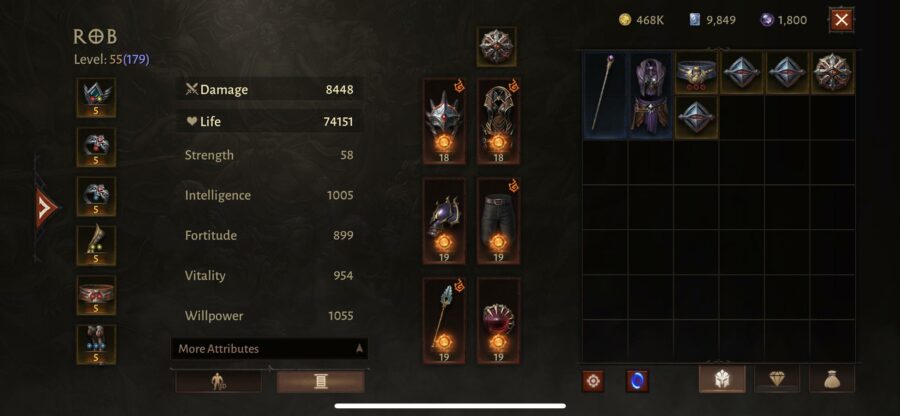 ROB
Level: 55(179)
468K
9,849
1,800
5
5
5
5
5
5
Damage 8448
Life 74151
Strength 58
Intelligence 1005
Fortitude 899
Vitality 954
Willpower 1055
More Attributes
18 18
19 19
19 19